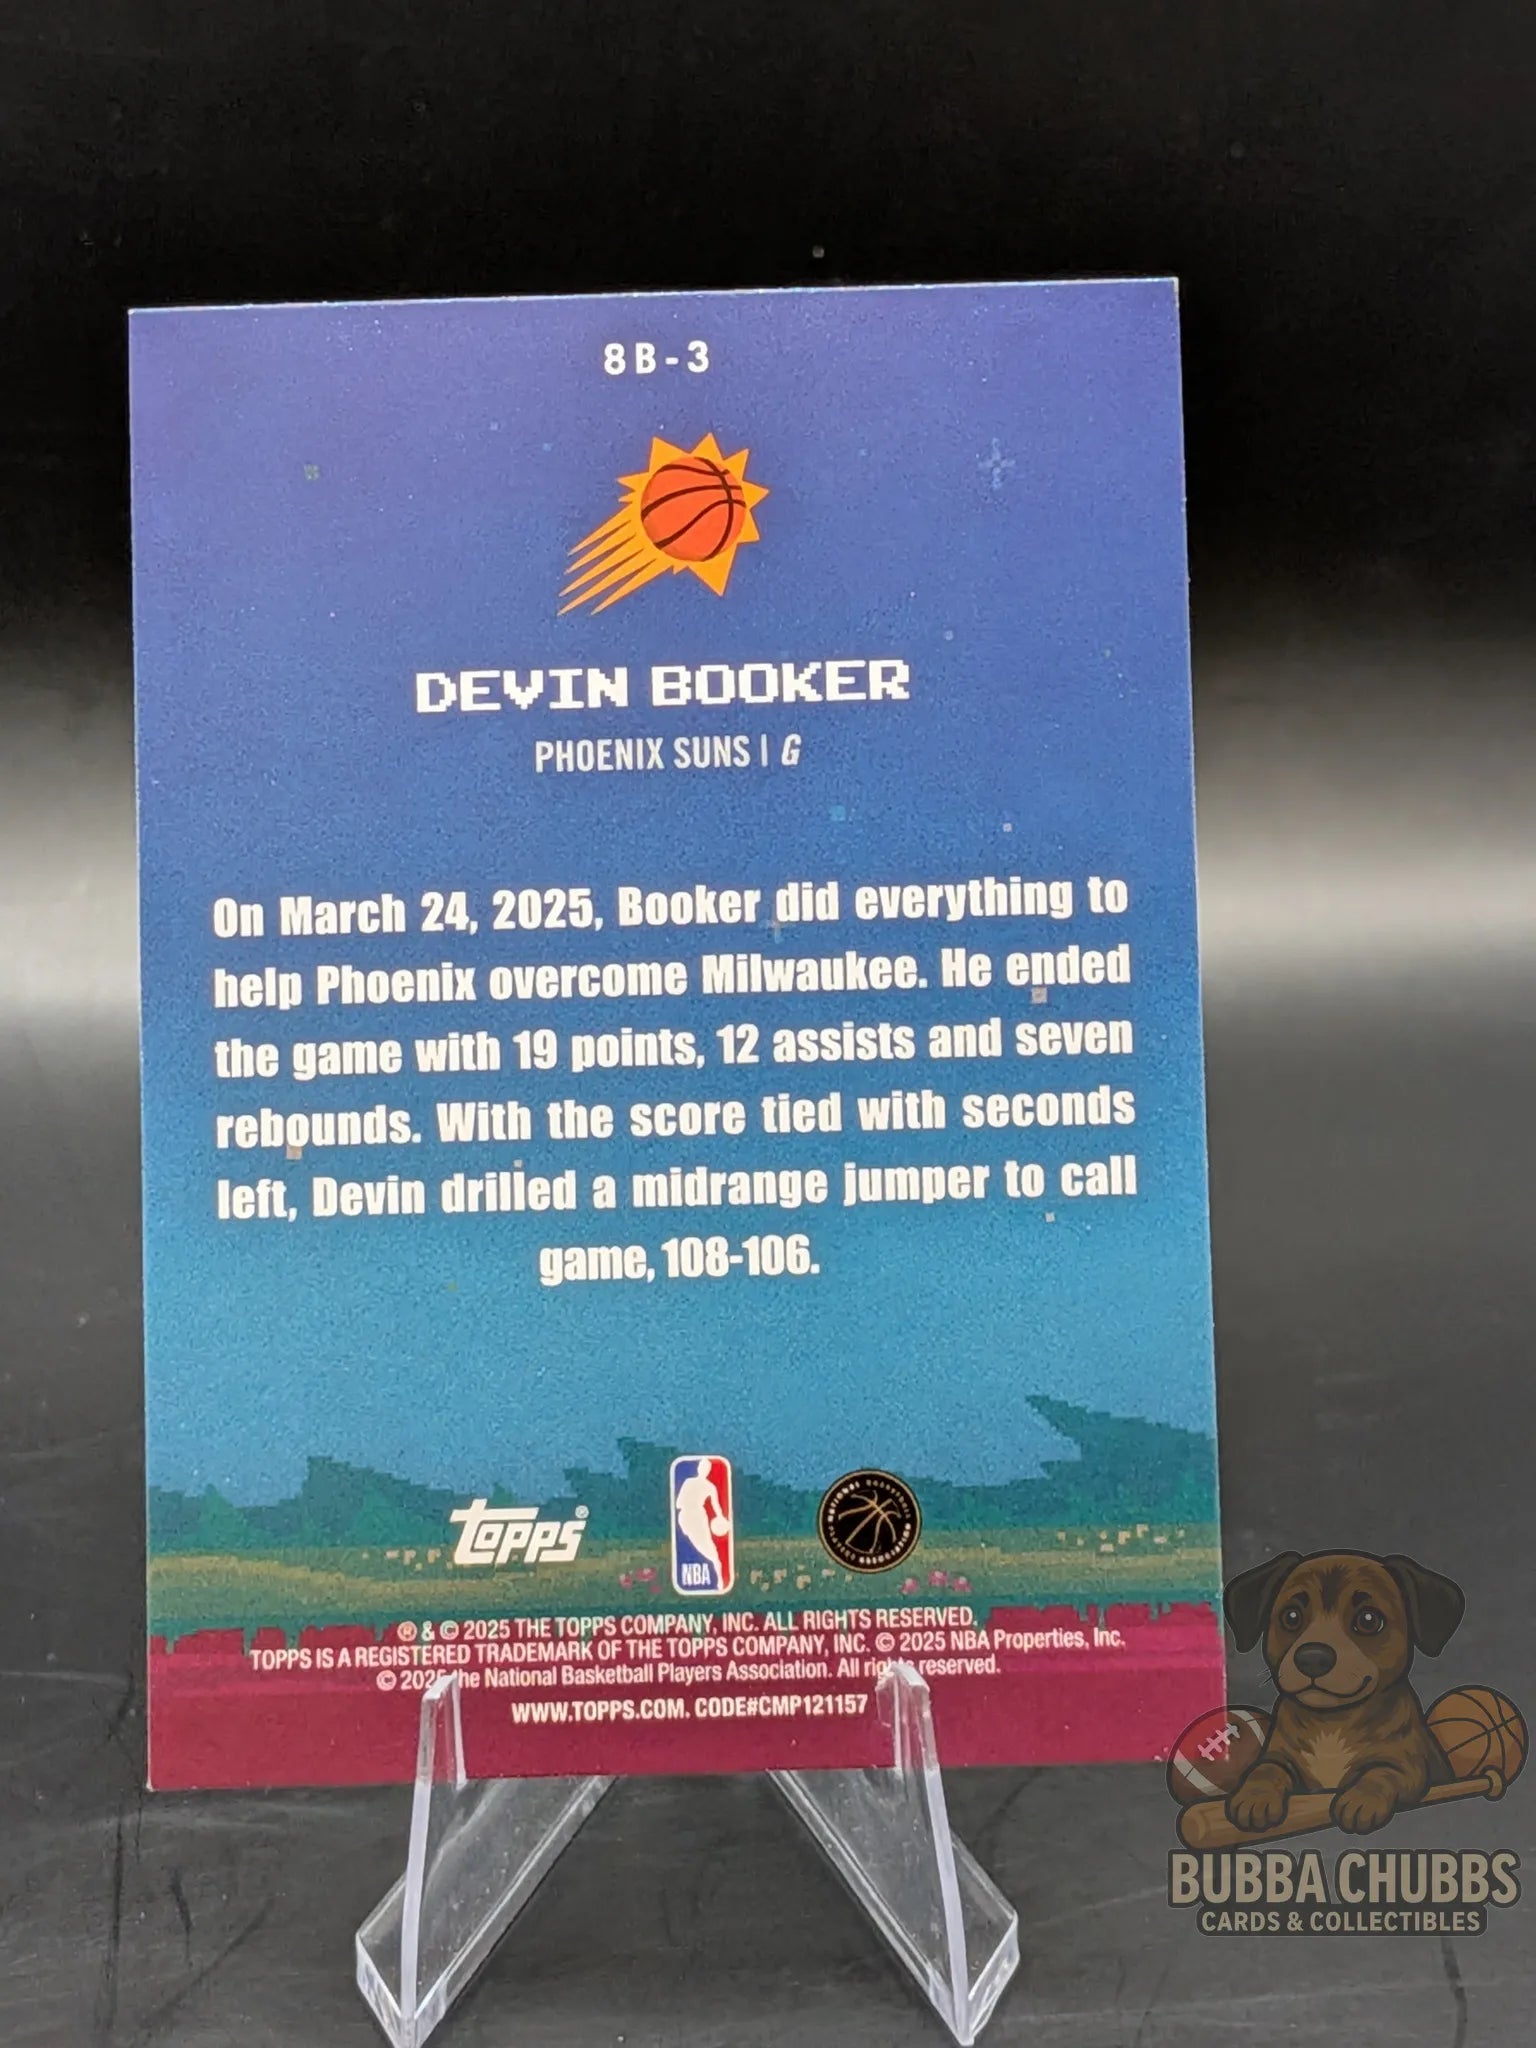 8B-3
DEVIN BOOKER
PHOENIX SUNS | G
On March 24, 2025, Booker did everything to
help Phoenix overcome Milwaukee. He ended
the game with 19 points, 12 assists and seven
rebounds. With the score tied with seconds
left, Devin drilled a midrange jumper to call
game, 108-106.
topps®
NBA
® & © 2025 THE TOPPS COMPANY, INC. ALL RIGHTS RESERVED.
TOPPS IS A REGISTERED TRADEMARK OF THE TOPPS COMPANY, INC. © 2025 NBA Properties, Inc.
© 2025 the National Basketball Players Association. All rights reserved.
WWW.TOPPS.COM. CODE#CMP121157
BUBBA CHUBBS
CARDS & COLLECTIBLES